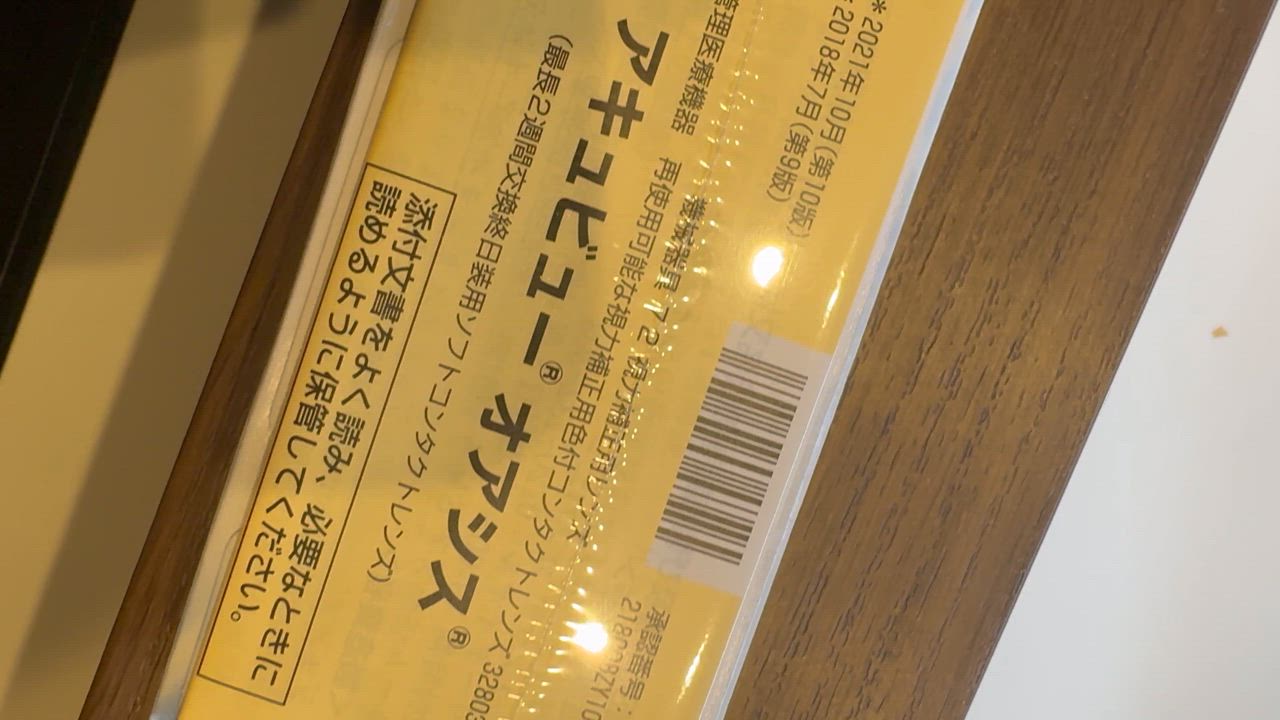 * 2021年10月(第10版)
2018年7月(第9版)
管理医療機器 再使用可能な視力補正用色付コンタクトレンズ 32803
アキュビュー® オアシス®
(最長2週間交換終日装用ソフトコンタクトレンズ)
添付文書をよく読み、必要なときに
読めるように保管してください。
承認番号: